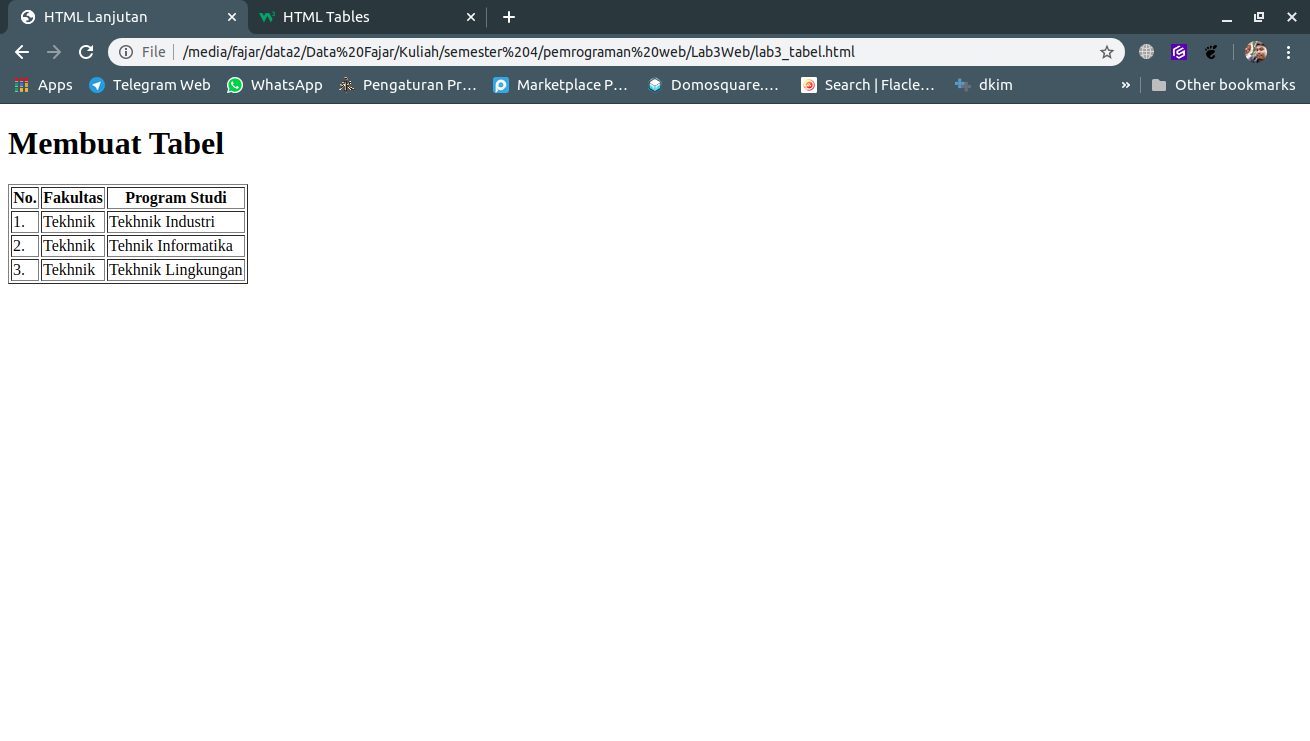 HTML Lanjutan HTML Tables
File /media/fajar/data2/Data%20Fajar/Kuliah/semester%204/pemrograman%20web/Lab3Web/lab3_tabel.html
Apps Telegram Web WhatsApp Pengaturan Pr... Marketplace P... Domosquare.... Search | Flacle... dkim » Other bookmarks
Membuat Tabel
No. Fakultas Program Studi
1. Tekhnik Tekhnik Industri
2. Tekhnik Tehnik Informatika
3. Tekhnik Tekhnik Lingkungan